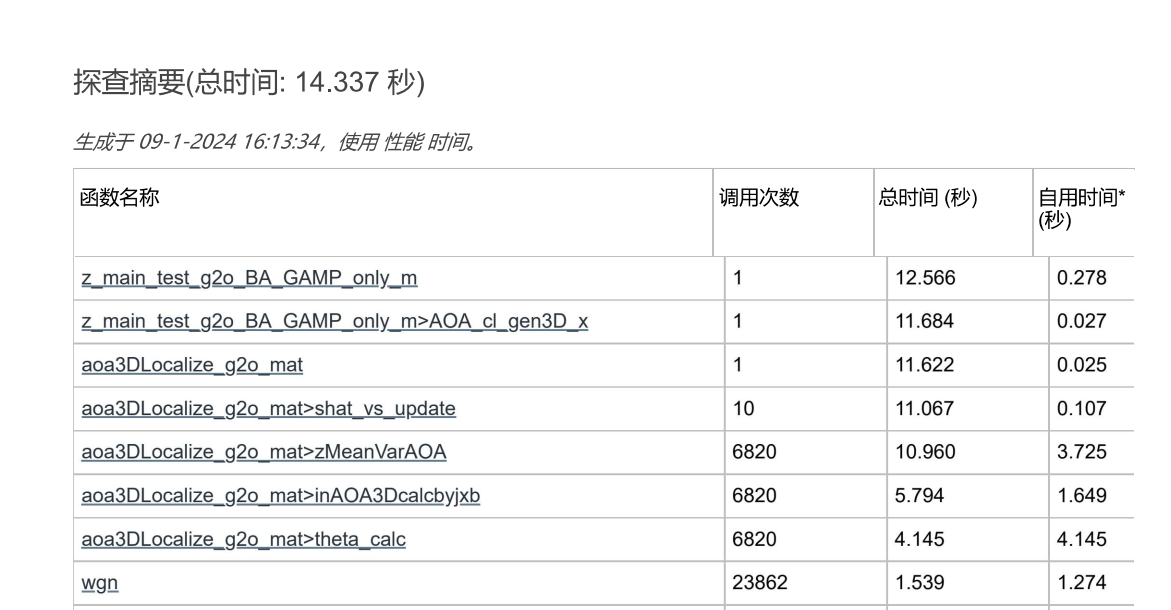 探查摘要(总时间: 14.337 秒)
生成于 09-1-2024 16:13:34，使用 性能 时间。
函数名称 调用次数 总时间 (秒) 自用时间*
(秒)
z_main_test_g2o_BA_GAMP_only_m 1 12.566 0.278
z_main_test_g2o_BA_GAMP_only_m>AOA_cl_gen3D_x 1 11.684 0.027
aoa3DLocalize_g2o_mat 1 11.622 0.025
aoa3DLocalize_g2o_mat>shat_vs_update 10 11.067 0.107
aoa3DLocalize_g2o_mat>zMeanVarAOA 6820 10.960 3.725
aoa3DLocalize_g2o_mat>inAOA3Dcalcbyjxb 6820 5.794 1.649
aoa3DLocalize_g2o_mat>theta_calc 6820 4.145 4.145
wgn 23862 1.539 1.274